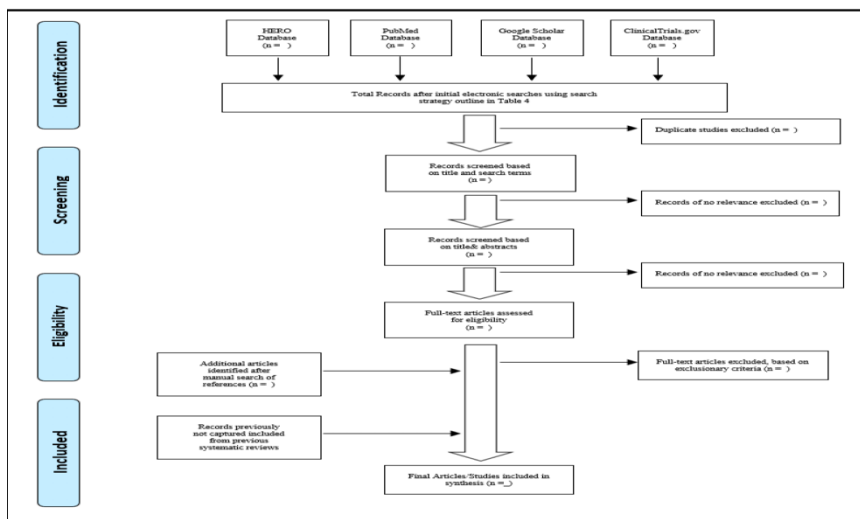 Identification
HERO
Database
(n = _)
PubMed
Database
(n = _)
Google Scholar
Database
(n = _)
ClinicalTrials.gov
Database
(n = _)
Total Records after initial electronic searches using search
strategy outline in Table 4
Duplicate studies excluded (n = _)
Screening
Records screened based
on title and search terms
(n = )
Records of no relevance excluded (n = _)
Records screened based
on title& abstracts
(n = _)
Records of no relevance excluded (n = _)
Eligibility
Full-text articles assessed
for eligibility
(n = _)
Additional articles
identified after
manual search of
references (n = _)
Full-text articles excluded, based on
exclusionary criteria (n = _)
Included
Records previously
not captured included
from previous
systematic reviews
Final Articles/Studies included in
synthesis (n =_)